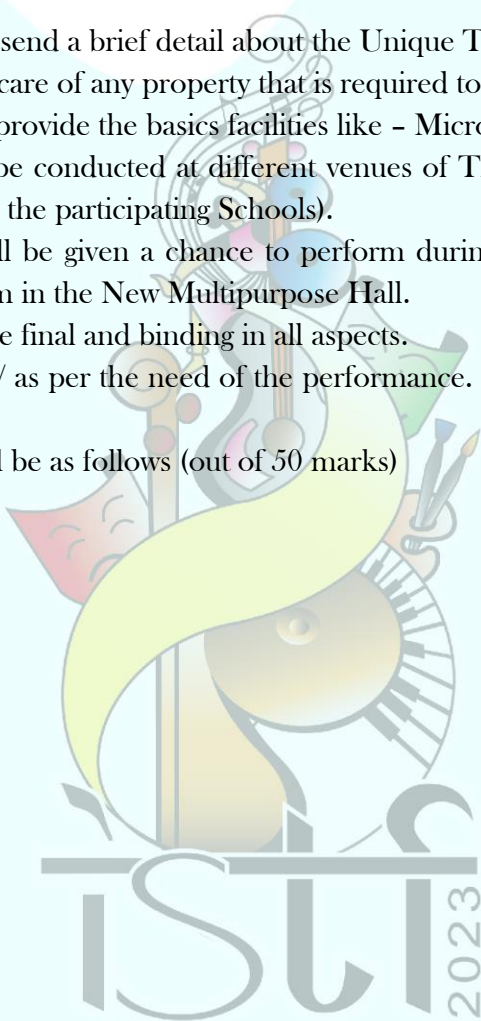 send a brief detail about the Unique T
care of any property that is required to
provide the basics facilities like – Micro
be conducted at different venues of T
the participating Schools).
ll be given a chance to perform durin
m in the New Multipurpose Hall.
e final and binding in all aspects.
/ as per the need of the performance.
l be as follows (out of 50 marks)
istf
2023